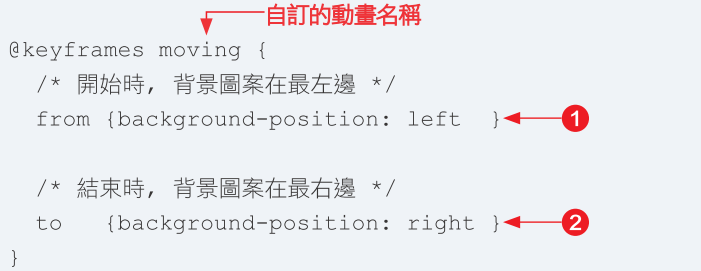 自訂的動畫名稱
@keyframes moving {
/* 開始時, 背景圖案在最左邊 */
from {background-position: left  } 1
/* 結束時, 背景圖案在最右邊 */
to   {background-position: right } 2
}